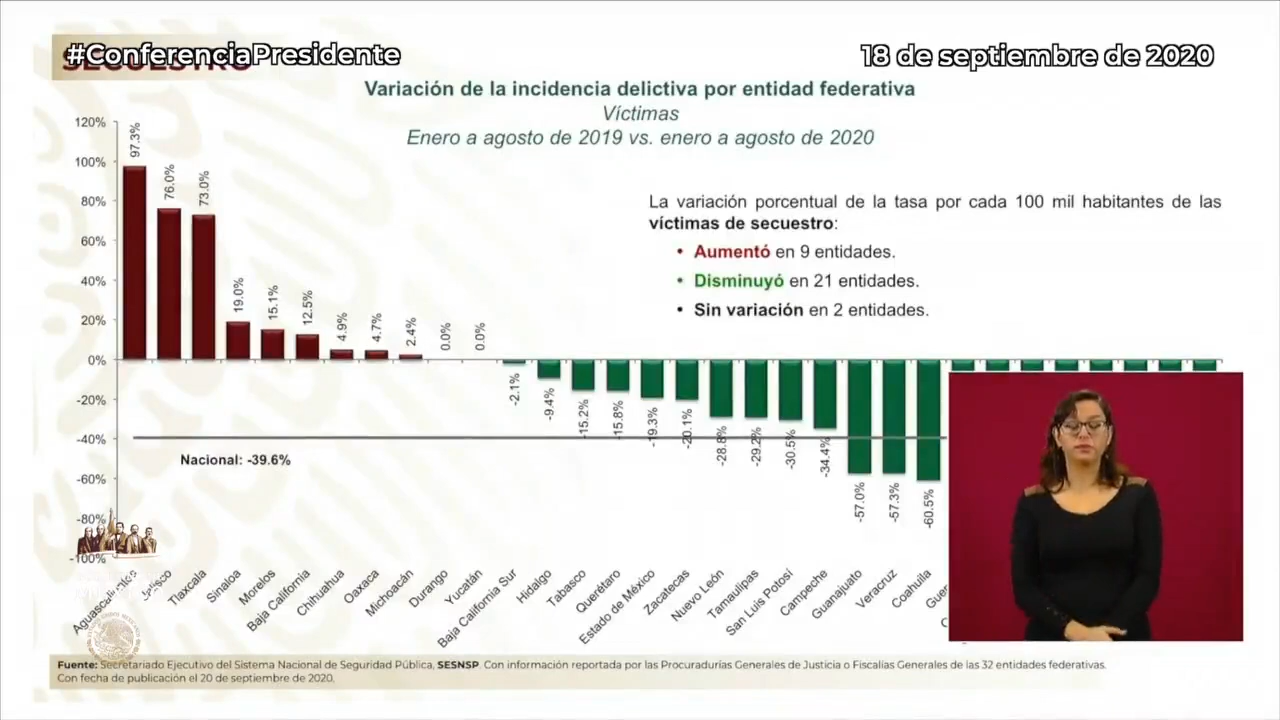 #ConferenciaPresidente
18 de septiembre de 2020
SECUESTRO
Variación de la incidencia delictiva por entidad federativa
Víctimas
Enero a agosto de 2019 vs. enero a agosto de 2020
120%
100%
80%
60%
40%
20%
0%
-20%
-40%
-60%
-80%
-100%
97.3%
76.0%
73.0%
19.0%
15.1%
12.5%
4.9%
4.7%
2.4%
0.0%
0.0%
-2.1%
-9.4%
-15.2%
-15.8%
-19.3%
-20.1%
-28.8%
-29.2%
-30.5%
-34.4%
-57.0%
-57.3%
-60.5%
La variación porcentual de la tasa por cada 100 mil habitantes de las
víctimas de secuestro:
• Aumentó en 9 entidades.
• Disminuyó en 21 entidades.
• Sin variación en 2 entidades.
Nacional: -39.6%
Tlaxcala
Sinaloa
Morelos
Baja California
Chihuahua
Oaxaca
Michoacán
Durango
Yucatán
Baja California Sur
Hidalgo
Tabasco
Querétaro
Estado de México
Zacatecas
Nuevo León
Tamaulipas
San Luis Potosí
Campeche
Guanajuato
Veracruz
Coahuila
Fuente: Secretariado Ejecutivo del Sistema Nacional de Seguridad Pública, SESNSP. Con información reportada por las Procuradurías Generales de Justicia o Fiscalías Generales de las 32 entidades federativas.
Con fecha de publicación el 20 de septiembre de 2020.